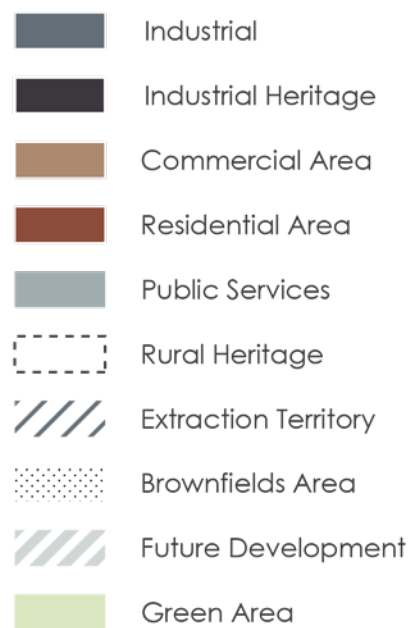 Industrial
Industrial Heritage
Commercial Area
Residential Area
Public Services
Rural Heritage
Extraction Territory
Brownfields Area
Future Development
Green Area